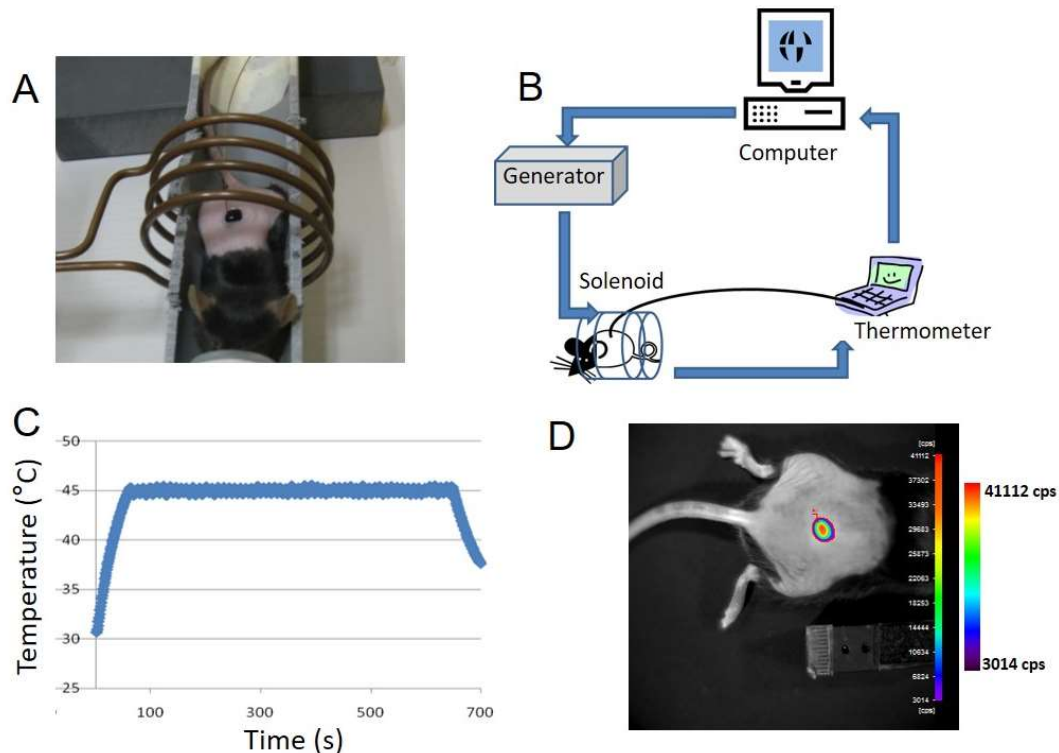 A
B
Computer
Generator
Solenoid
Thermometer
C
Temperature (°C)
50
45
40
35
30
25
100
300
500
700
Time (s)
D
[cps]
41112
37302
33493
29683
25873
22063
18253
14444
10634
6824
3014
[cps]
41112 cps
3014 cps